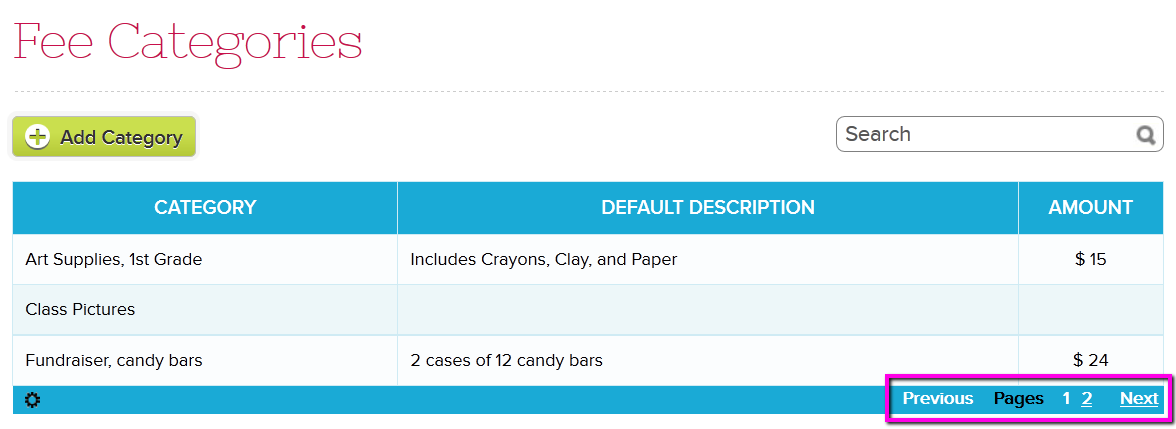 Fee Categories
Add Category
Search
CATEGORY DEFAULT DESCRIPTION AMOUNT
Art Supplies, 1st Grade Includes Crayons, Clay, and Paper $ 15
Class Pictures
Fundraiser, candy bars 2 cases of 12 candy bars $ 24
Previous Pages 1 2 Next